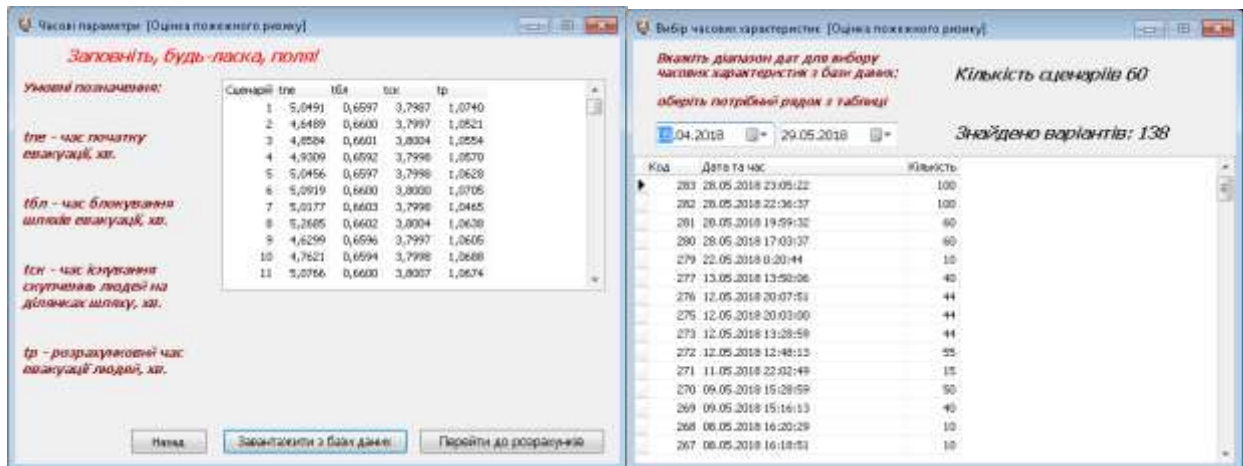 Часові параметри [Оцінка пожежного ризику]
Заповніть, будь-ласка, поля!
Умовні позначення:
tпе - час початку
евакуації, хв.
tбл - час блокування
шляхів евакуації, хв.
tск - час існування
скупчень людей на
ділянках шляху, хв.
tр - розрахунковий час
евакуації людей, хв.
Сценарій tпе tбл tск tр
1 5,0491 0,6597 3,7987 1,0740
2 4,6489 0,6600 3,7997 1,0521
3 4,8584 0,6601 3,8004 1,0554
4 4,9309 0,6592 3,7998 1,0570
5 5,0456 0,6597 3,7998 1,0628
6 5,0919 0,6600 3,8000 1,0705
7 5,0177 0,6603 3,7998 1,0465
8 5,2685 0,6602 3,8004 1,0638
9 4,6299 0,6596 3,7997 1,0605
10 4,7621 0,6594 3,7998 1,0688
11 5,0766 0,6600 3,8007 1,0674
Назад
Завантажити з бази даних
Перейти до розрахунків
Вибір часових характеристик [Оцінка пожежного ризику]
Вкажіть діапазон дат для вибору
часових характеристик з бази даних:
оберіть потрібний рядок з таблиці
Кількість сценаріїв 60
.04.2018 29.05.2018
Знайдено варіантів: 138
Код Дата та час Кількість
283 28.05.2018 23:05:22 100
282 28.05.2018 22:36:37 100
281 28.05.2018 19:59:32 60
280 28.05.2018 17:03:37 60
279 22.05.2018 0:20:44 10
277 13.05.2018 13:50:06 40
276 12.05.2018 20:07:51 44
275 12.05.2018 20:03:00 44
273 12.05.2018 13:28:59 44
272 12.05.2018 12:48:13 55
271 11.05.2018 22:02:49 15
270 09.05.2018 15:28:59 50
269 09.05.2018 15:16:13 40
268 08.05.2018 16:20:29 10
267 08.05.2018 16:18:51 10